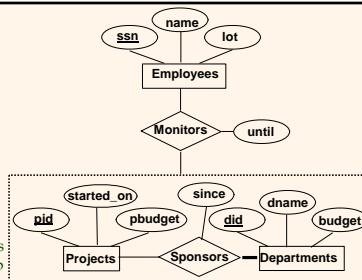 name
ssn
lot
Employees
Monitors
until
since
started_on
dname
pid
pbudget
did
budget
Projects
Sponsors
Departments